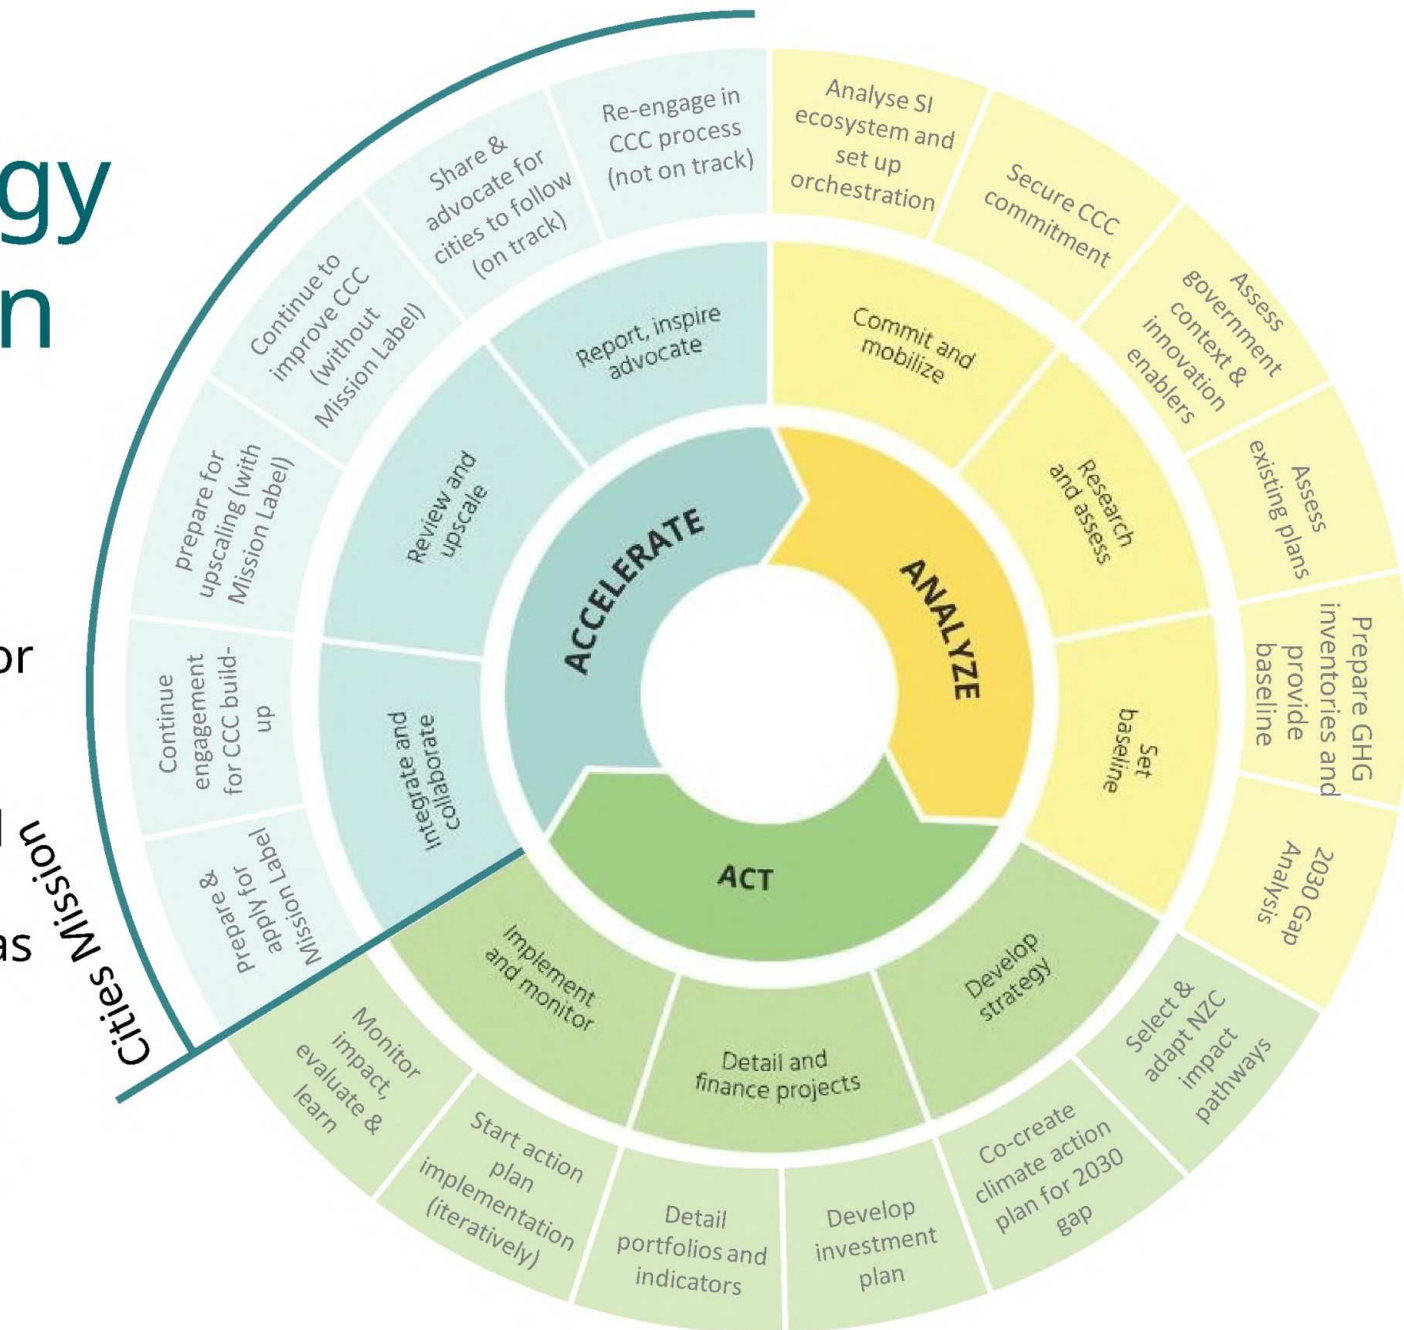 gy
n
or
l
as
Cities Mission
ACCELERATE
ANALYZE
ACT
Commit and
mobilize
Research
and assess
Set
baseline
Develop
strategy
Detail and
finance projects
Implement
and monitor
Integrate and
collaborate
Review and
upscale
Report, inspire
advocate
Analyse SI
ecosystem and
set up
orchestration
Secure CCC
commitment
Assess
government
context &
innovation
enablers
Assess
existing plans
Prepare GHG
inventories and
provide
baseline
2030 Gap
Analysis
Select &
adapt NZC
impact
pathways
Co-create
climate action
plan for 2030
gap
Develop
investment
plan
Detail
portfolios and
indicators
Start action
plan
implementation
(iteratively)
Monitor
impact,
evaluate &
learn
Prepare &
apply for
Mission Label
Continue
engagement
for CCC build-
up
prepare for
upscaling (with
Mission Label)
Continue to
improve CCC
(without
Mission Label)
Share &
advocate for
cities to follow
(on track)
Re-engage in
CCC process
(not on track)